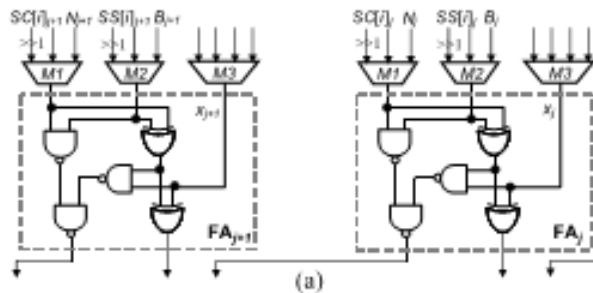 SC[i]j+1 Nj+1 SS[i]j+1 Bj+1 SC[i]j Nj SS[i]j Bj
>>1 >>1 >>1 >>1
M1 M2 M3 M1 M2 M3
xj+1 xj
FAj+1 FAj
(a)